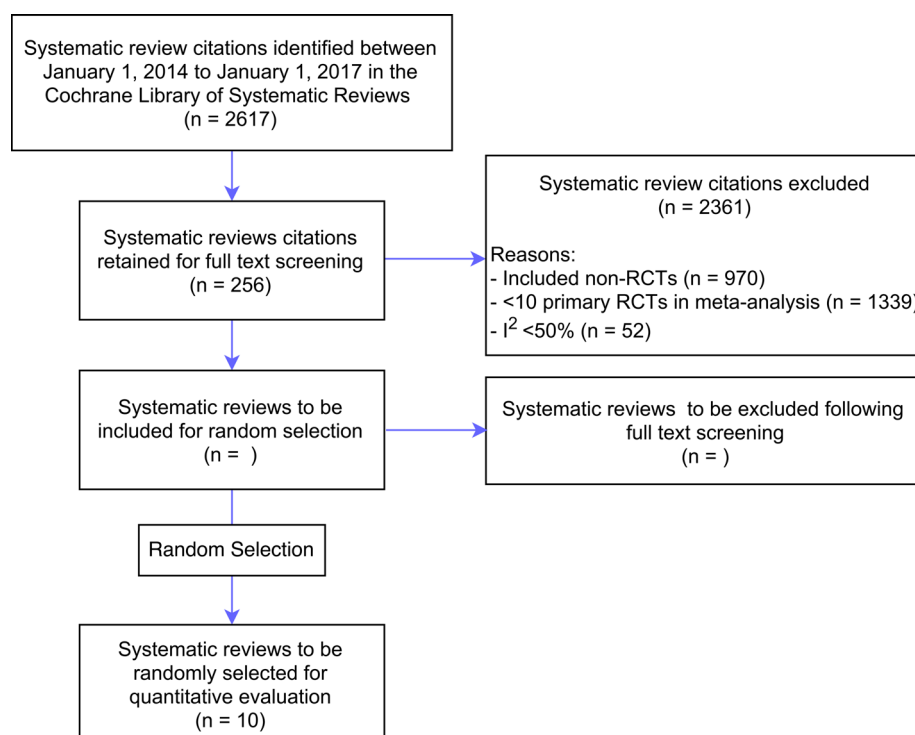 Systematic review citations identified between
January 1, 2014 to January 1, 2017 in the
Cochrane Library of Systematic Reviews
(n = 2617)
Systematic reviews citations
retained for full text screening
(n = 256)
Systematic review citations excluded
(n = 2361)
Reasons:
- Included non-RCTs (n = 970)
- <10 primary RCTs in meta-analysis (n = 1339)
- I² <50% (n = 52)
Systematic reviews to be
included for random selection
(n =  )
Systematic reviews  to be excluded following
full text screening
(n = )
Random Selection
Systematic reviews to be
randomly selected for
quantitative evaluation
(n = 10)